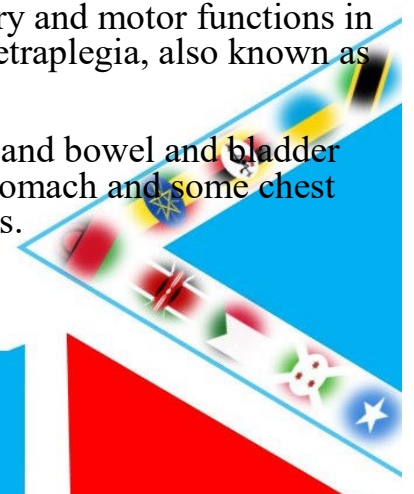 ry and motor functions in
etraplegia, also known as
and bowel and bladder
omach and some chest
s.